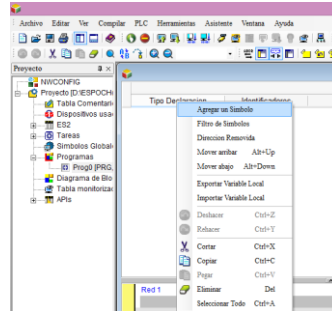 Archivo Editar Ver Compilar PLC Herramientas Asistente Ventana Ayuda
Proyecto
NWCONFIG
Proyecto [D:\ESPOCH\
Tabla Comentari
Dispositivos usa
ES2
Tareas
Simbolos Global
Programas
Prog0 [PRG,
Diagrama de Blo
Tabla monitoriza
APIs
Tipo Declaracion Identificadores
Agregar un Simbolo
Filtro de Simbolos
Direccion Removida
Mover arribar Alt+Up
Mover abajo Alt+Down
Exportar Variable Local
Importar Variable Local
Deshacer Ctrl+Z
Rehacer Ctrl+Y
Cortar Ctrl+X
Copiar Ctrl+C
Pegar Ctrl+V
Eliminar Del
Seleccionar Todo Ctrl+A
Red 1